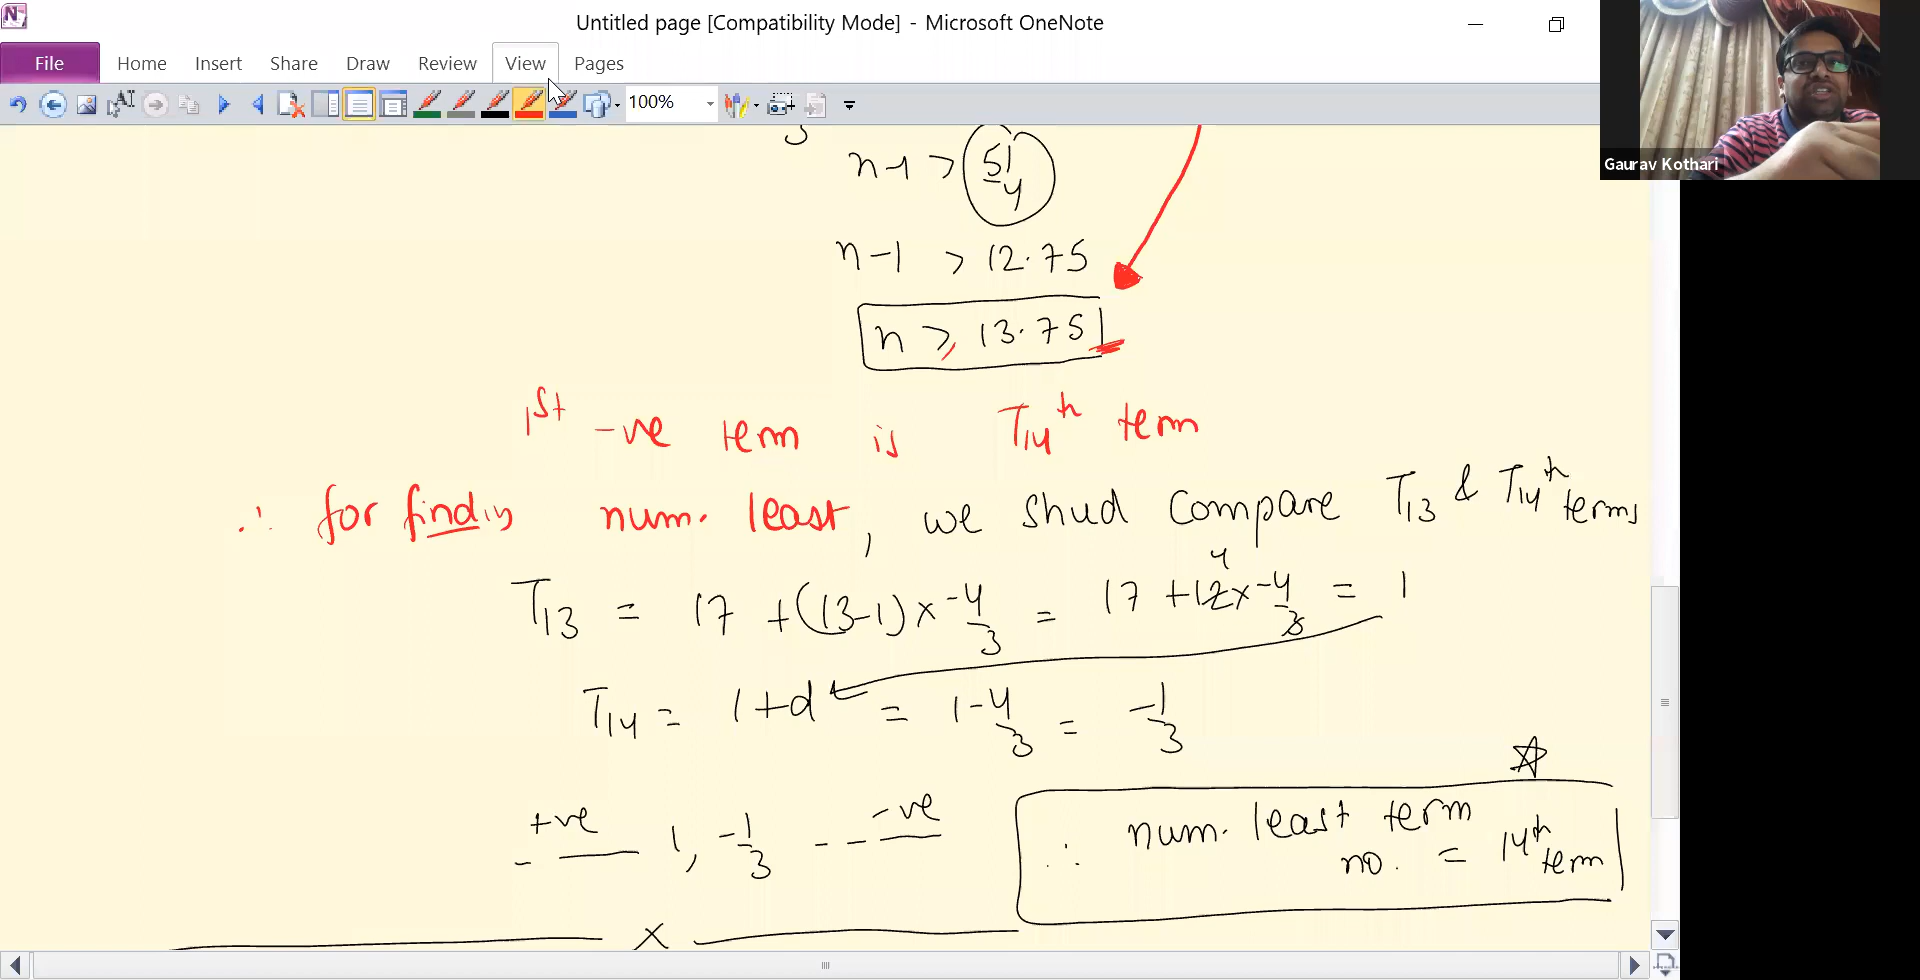 Untitled page [Compatibility Mode] - Microsoft OneNote
File Home Insert Share Draw Review View Pages
100%
Gaurav Kothari
n-1 > 51/4
n-1 > 12.75
n ≥ 13.75
1st -ve term is T14th term
∴ for findin num. least, we shud compare T13 & T14th terms
T13 = 17 + (13-1) x -4/3 = 17 + 12 x -4/3 = 1
4
T14 = 1+d = 1 - 4/3 = -1/3
+ve 1, -1/3 - - -ve
∴ num. least term
no. = 14th term
x